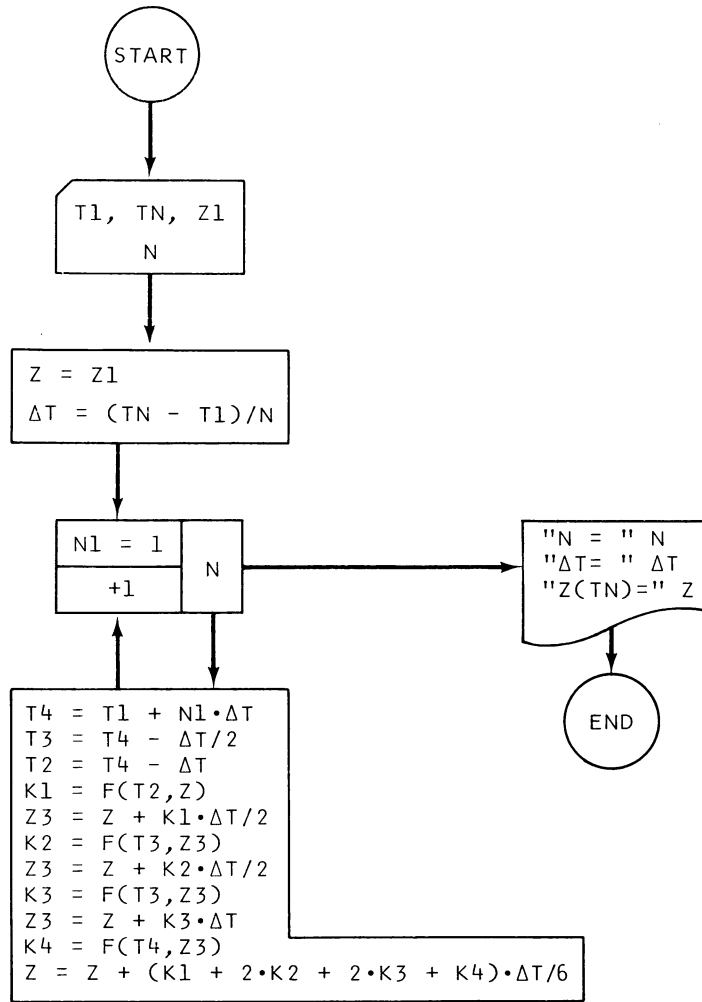 START
T1, TN, Z1
N
Z = Z1
ΔT = (TN - T1)/N
N1 = 1
+1
N
"N = " N
"ΔT= " ΔT
"Z(TN)=" Z
END
T4 = T1 + N1·ΔT
T3 = T4 - ΔT/2
T2 = T4 - ΔT
K1 = F(T2,Z)
Z3 = Z + K1·ΔT/2
K2 = F(T3,Z3)
Z3 = Z + K2·ΔT/2
K3 = F(T3,Z3)
Z3 = Z + K3·ΔT
K4 = F(T4,Z3)
Z = Z + (K1 + 2·K2 + 2·K3 + K4)·ΔT/6